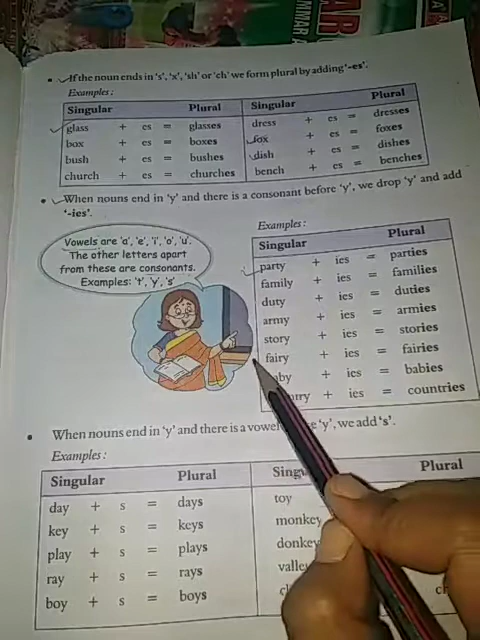 If the noun ends in 's', 'x', 'sh' or 'ch' we form plural by adding '-es'.
Examples :
Singular Plural Singular Plural
glass + es = glasses dress + es = dresses
box + es = boxes fox + es = foxes
bush + es = bushes dish + es = dishes
church + es = churches bench + es = benches
When nouns end in 'y' and there is a consonant before 'y', we drop 'y' and add
'-ies'.
Vowels are 'a', 'e', 'i', 'o', 'u'.
The other letters apart
from these are consonants.
Examples: 't', 'y', 's'
Examples :
Singular Plural
party + ies = parties
family + ies = families
duty + ies = duties
army + ies = armies
story + ies = stories
fairy + ies = fairies
+ ies = babies
+ ies = countries
When nouns end in 'y' and there is a vowel 'y', we add 's'.
Examples :
Singular Plural Plural
day + s = days toy
key + s = keys monkey
play + s = plays donkey
ray + s = rays
boy + s = boys